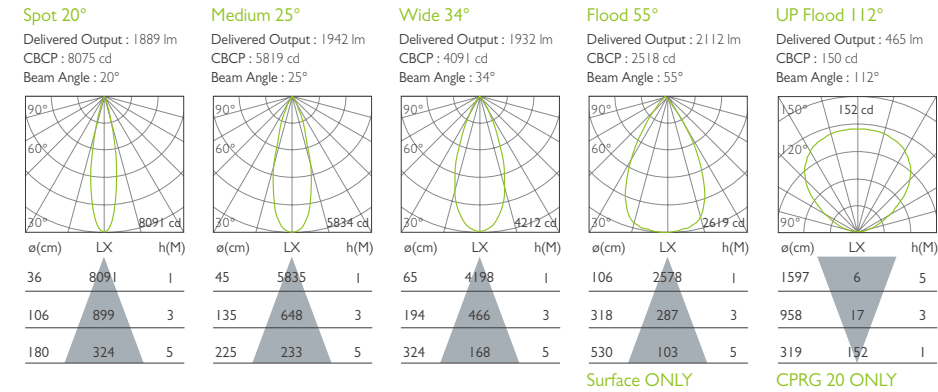 Spot 20°
Delivered Output : 1889 lm
CBCP : 8075 cd
Beam Angle : 20°
90°
60°
30°
8091 cd
ø(cm) LX h(M)
36 8091 1
106 899 3
180 324 5
Medium 25°
Delivered Output : 1942 lm
CBCP : 5819 cd
Beam Angle : 25°
90°
60°
30°
5834 cd
ø(cm) LX h(M)
45 5835 1
135 648 3
225 233 5
Wide 34°
Delivered Output : 1932 lm
CBCP : 4091 cd
Beam Angle : 34°
90°
60°
30°
4212 cd
ø(cm) LX h(M)
65 4198 1
194 466 3
324 168 5
Flood 55°
Delivered Output : 2112 lm
CBCP : 2518 cd
Beam Angle : 55°
90°
60°
30°
2619 cd
ø(cm) LX h(M)
106 2578 1
318 287 3
530 103 5
Surface ONLY
UP Flood 112°
Delivered Output : 465 lm
CBCP : 150 cd
Beam Angle : 112°
150° 152 cd
120°
90°
ø(cm) LX h(M)
1597 6 5
958 17 3
319 152 1
CPRG 20 ONLY